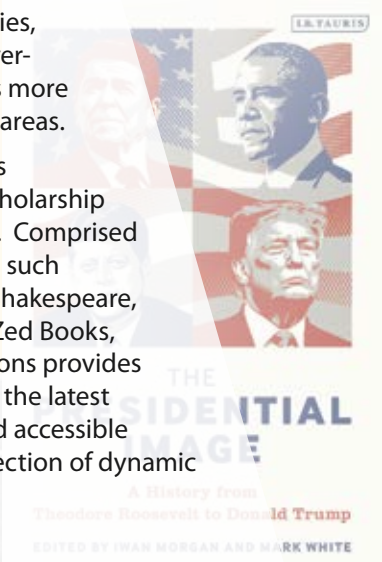 ies,
er-
s more
areas.
s
holarship
. Comprised
such
hakespeare,
Zed Books,
ons provides
the latest
d accessible
ection of dynamic
I.B.TAURIS
THE
PRESIDENTIAL
IMAGE
A History from
Theodore Roosevelt to Donald Trump
EDITED BY IWAN MORGAN AND MARK WHITE